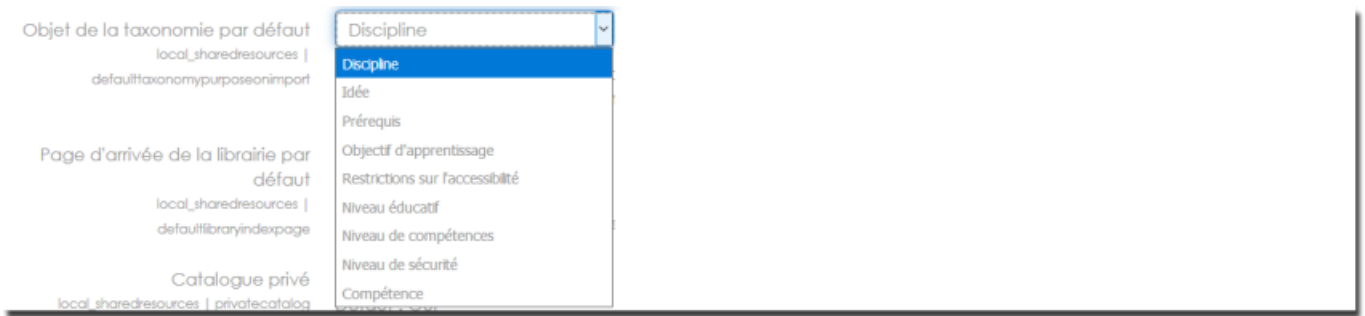 Objet de la taxonomie par défaut
Discipline
local_sharedresources |
defaulttaxonomypurposeonimport
Discipline
Idée
Prérequis
Objectif d'apprentissage
Restrictions sur l'accessibilité
Niveau éducatif
Niveau de compétences
Niveau de sécurité
Compétence
Page d'arrivée de la librairie par
défaut
local_sharedresources |
defaultlibraryindexpage
Catalogue privé
local_sharedresources | privatecatalog